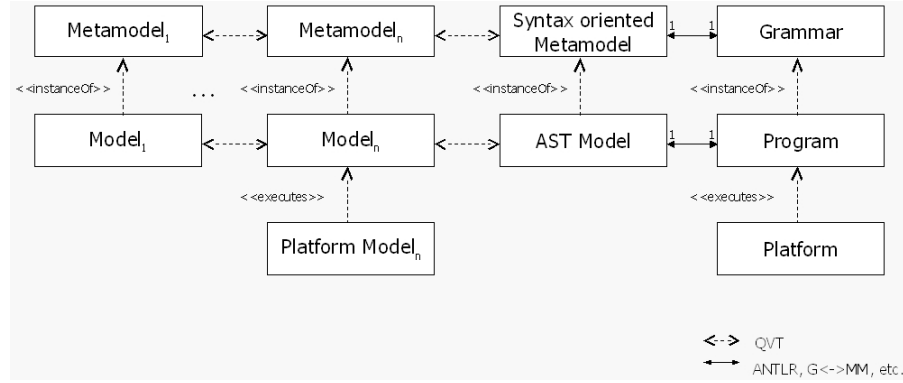 Metamodel₁
Metamodelₙ
Syntax oriented
Metamodel
1
1
Grammar
<<instanceOf>>
...
<<instanceOf>>
<<instanceOf>>
<<instanceOf>>
Model₁
Modelₙ
AST Model
1
1
Program
<<executes>>
<<executes>>
Platform Modelₙ
Platform
QVT
ANTLR, G<->MM, etc.